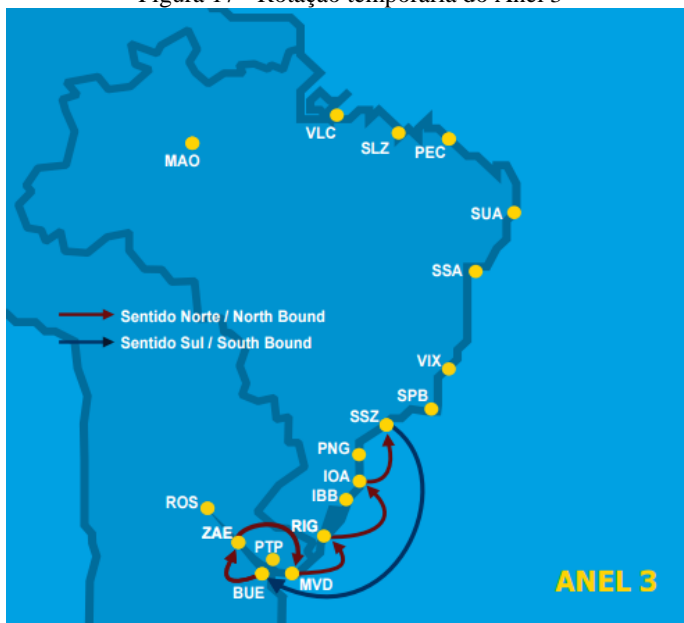 Figura 17 - Rotação temporária do Anel 3
VLC
SLZ
PEC
MAO
SUA
SSA
Sentido Norte / North Bound
Sentido Sul / South Bound
VIX
SPB
SSZ
PNG
IOA
IBB
ROS
RIG
ZAE
PTP
BUE
MVD
ANEL 3